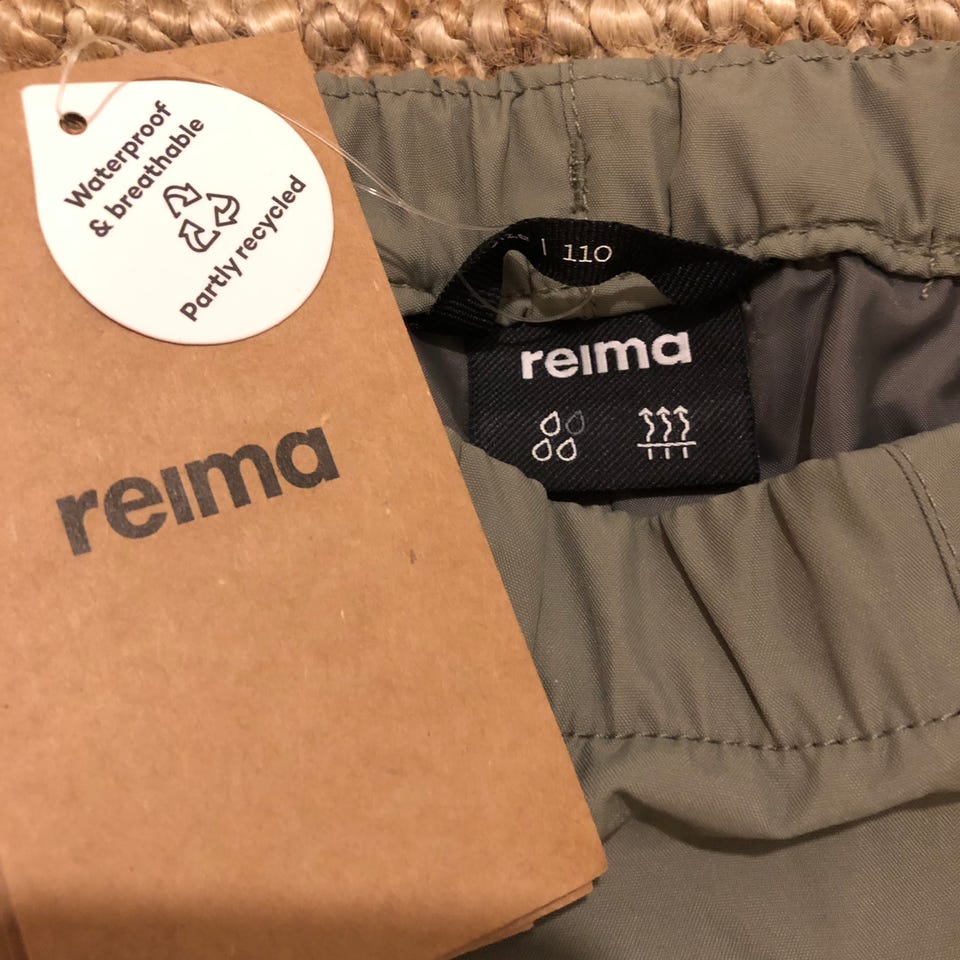 Waterproof
& breathable
Partly recycled
reima
| 110
reima